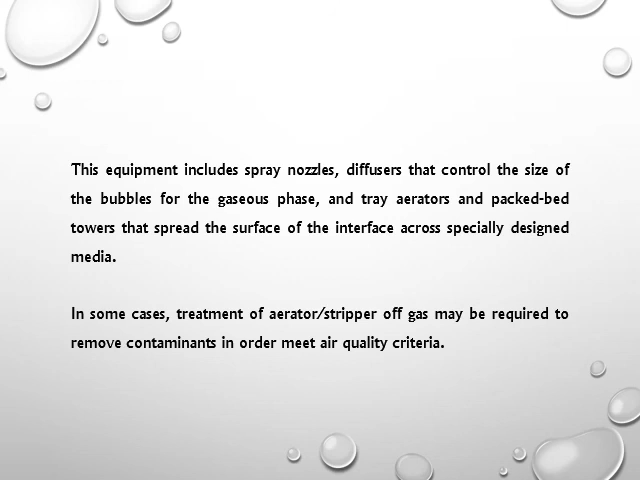 This equipment includes spray nozzles, diffusers that control the size of
the bubbles for the gaseous phase, and tray aerators and packed-bed
towers that spread the surface of the interface across specially designed
media.
In some cases, treatment of aerator/stripper off gas may be required to
remove contaminants in order meet air quality criteria.